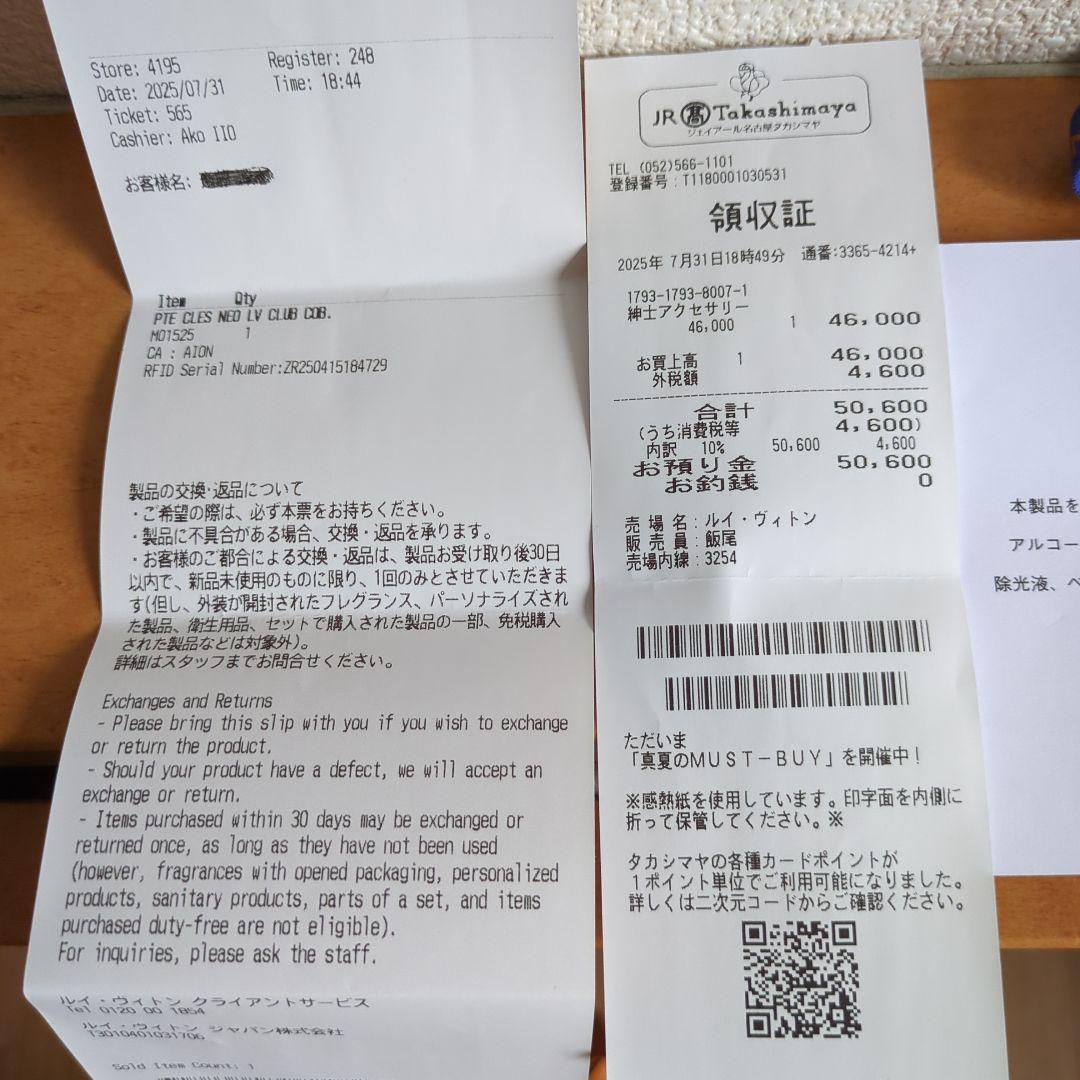 Store: 4195 Register: 248
Date: 2025/07/31 Time: 18:44
Ticket: 565
Cashier: Ako IIO
お客様名:
Item Qty
PTE CLES NEO LV CLUB COB.
M01525 1
CA : AION
RFID Serial Number:ZR250415184729
製品の交換・返品について
・ご希望の際は、必ず本票をお持ちください。
・製品に不具合がある場合、交換・返品を承ります。
・お客様のご都合による交換・返品は、製品お受け取り後30日
以内で、新品未使用のものに限り、1回のみとさせていただきま
す(但し、外装が開封されたフレグランス、パーソナライズされ
た製品、衛生用品、セットで購入された製品の一部、免税購入
された製品などは対象外)。
詳細はスタッフまでお問合せください。
Exchanges and Returns
- Please bring this slip with you if you wish to exchange
or return the product.
- Should your product have a defect, we will accept an
exchange or return.
- Items purchased within 30 days may be exchanged or
returned once, as long as they have not been used
(however, fragrances with opened packaging, personalized
products, sanitary products, parts of a set, and items
purchased duty-free are not eligible).
For inquiries, please ask the staff.
ルイ・ヴィトン クライアントサービス
Tel 0120 00 1854
ルイ・ヴィトン ジャパン株式会社
T3010401031706
Sold Item Count: 1
JR 髙 Takashimaya
ジェイアール名古屋タカシマヤ
TEL (052)566-1101
登録番号:T1180001030531
領収証
2025年 7月31日18時49分 通番:3365-4214+
1793-1793-8007-1
紳士アクセサリー
46,000 1 46,000
お買上高 1 46,000
外税額 4,600
合計 50,600
(うち消費税等 4,600)
内訳 10% 50,600 4,600
お預り金 50,600
お釣銭 0
売場名:ルイ・ヴィトン
販売員:飯尾
売場内線:3254
ただいま
「真夏のMUST-BUY」を開催中!
※感熱紙を使用しています。印字面を内側に
折って保管してください。※
タカシマヤの各種カードポイントが
1ポイント単位でご利用可能になりました。
詳しくは二次元コードからご確認ください。
本製品を
アルコー
除光液、ベ